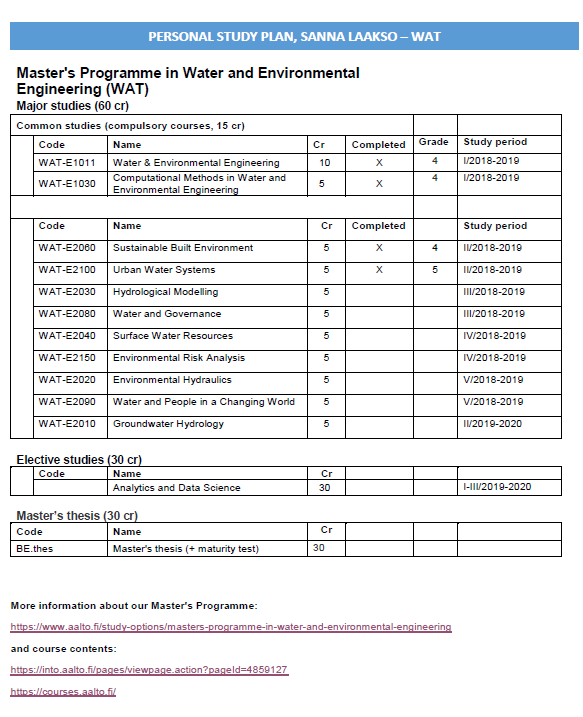 PERSONAL STUDY PLAN, SANNA LAAKSO – WAT
Master's Programme in Water and Environmental
Engineering (WAT)
Major studies (60 cr)
Common studies (compulsory courses, 15 cr)
Code Name Cr Completed Grade Study period
WAT-E1011 Water & Environmental Engineering 10 X 4 I/2018-2019
WAT-E1030 Computational Methods in Water and Environmental Engineering 5 X 4 I/2018-2019
Code Name Cr Completed Study period
WAT-E2060 Sustainable Built Environment 5 X 4 II/2018-2019
WAT-E2100 Urban Water Systems 5 X 5 II/2018-2019
WAT-E2030 Hydrological Modelling 5 III/2018-2019
WAT-E2080 Water and Governance 5 III/2018-2019
WAT-E2040 Surface Water Resources 5 IV/2018-2019
WAT-E2150 Environmental Risk Analysis 5 IV/2018-2019
WAT-E2020 Environmental Hydraulics 5 V/2018-2019
WAT-E2090 Water and People in a Changing World 5 V/2018-2019
WAT-E2010 Groundwater Hydrology 5 II/2019-2020
Elective studies (30 cr)
Code Name Cr
Analytics and Data Science 30 I-III/2019-2020
Master's thesis (30 cr)
Code Name Cr
BE.thes Master's thesis (+ maturity test) 30
More information about our Master's Programme:
https://www.aalto.fi/study-options/masters-programme-in-water-and-environmental-engineering
and course contents:
https://into.aalto.fi/pages/viewpage.action?pageId=4859127
https://courses.aalto.fi/